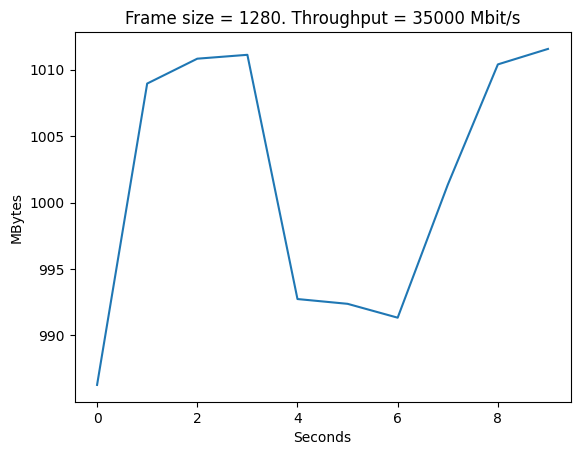 Frame size = 1280. Throughput = 35000 Mbit/s
1010
1005
1000
995
990
MBytes
0 2 4 6 8
Seconds